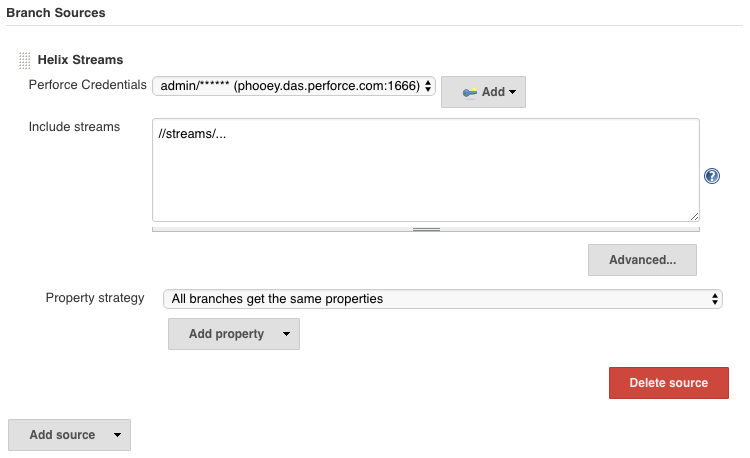 Branch Sources
Helix Streams
Perforce Credentials admin/****** (phooey.das.perforce.com:1666) Add
Include streams //streams/...
?
Advanced...
Property strategy All branches get the same properties
Add property
Delete source
Add source